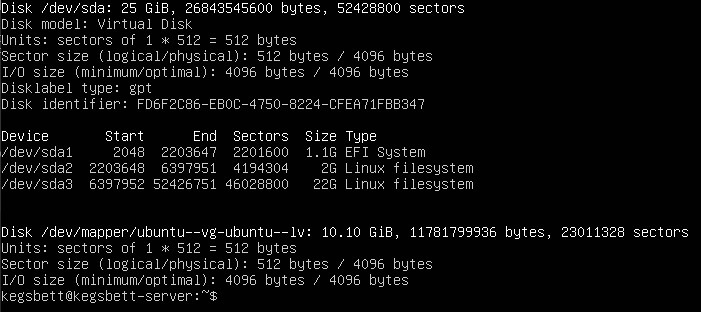 Disk /dev/sda: 25 GiB, 26843545600 bytes, 52428800 sectors
Disk model: Virtual Disk
Units: sectors of 1 * 512 = 512 bytes
Sector size (logical/physical): 512 bytes / 4096 bytes
I/O size (minimum/optimal): 4096 bytes / 4096 bytes
Disklabel type: gpt
Disk identifier: FD6F2C86-EB0C-4750-8224-CFEA71FBB347
Device       Start      End  Sectors  Size Type
/dev/sda1     2048  2203647  2201600  1.1G EFI System
/dev/sda2  2203648  6397951  4194304    2G Linux filesystem
/dev/sda3  6397952 52426751 46028800   22G Linux filesystem
Disk /dev/mapper/ubuntu--vg-ubuntu--lv: 10.10 GiB, 11781799936 bytes, 23011328 sectors
Units: sectors of 1 * 512 = 512 bytes
Sector size (logical/physical): 512 bytes / 4096 bytes
I/O size (minimum/optimal): 4096 bytes / 4096 bytes
kegsbett@kegsbett-server:~$